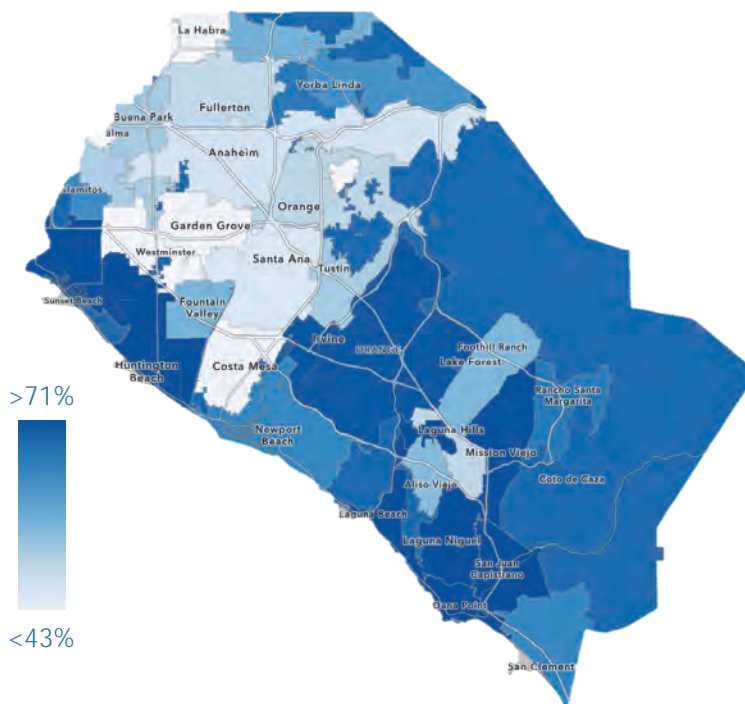 La Habra
Yorba Linda
Fullerton
Buena Park
alma
Anaheim
slamitos
Orange
Garden Grove
Westminster
Santa Ana
Tustin
Sunset Beach
Fountain
Valley
Irvine
ORANGE
Foothill Ranch
Lake Forest
Huntington
Beach
Costa Mesa
Rancho Santa
Margarita
>71%
Newport
Beach
Laguna Hills
Mission Viejo
Aliso Viejo
Coto de Caza
Laguna Beach
Laguna Niguel
San Juan
Capistrano
Dana Point
<43%
San Clement